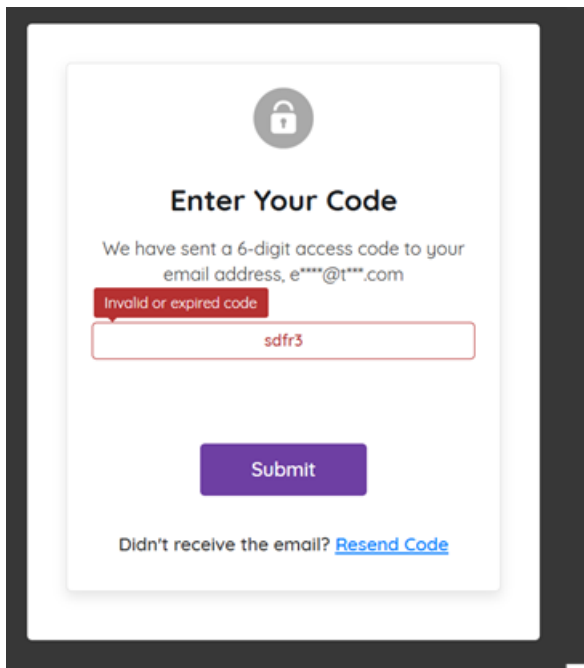 Enter Your Code
We have sent a 6-digit access code to your
email address, e****@t***.com
Invalid or expired code
sdfr3
Submit
Didn't receive the email? Resend Code